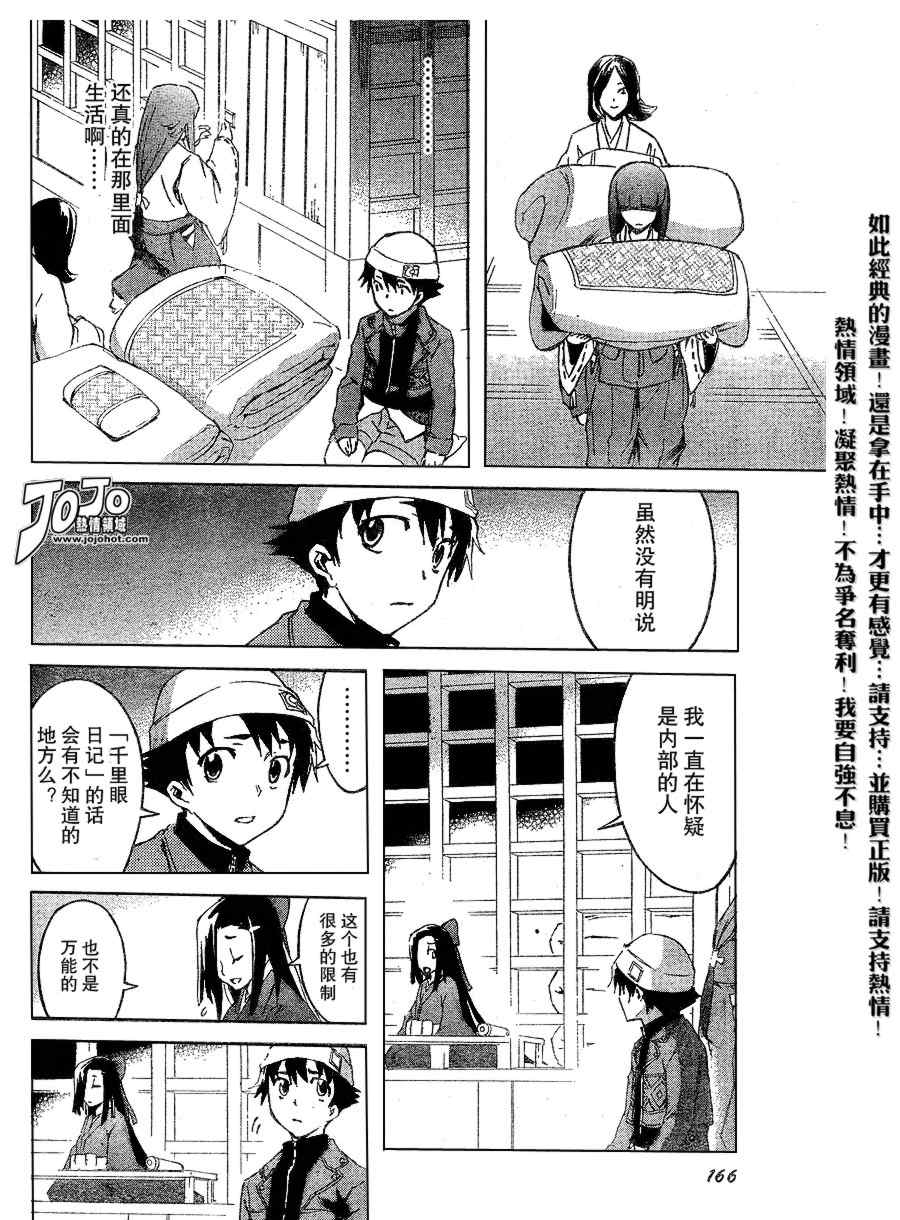 …………
还真的在那里面
生活啊……
虽然没有明说
我一直在怀疑
是内部的人
………
「千里眼
日记」的话
会有不知道的
地方么？
这个也有
很多的限制
也不是
万能的
166
如此經典的漫畫！還是拿在手中…才更有感覺…請支持…並購買正版！請支持熱情！
熱情領域！凝聚熱情！不為爭名奪利！我要自強不息！
JOJO
熱情領域
www.jojohot.com